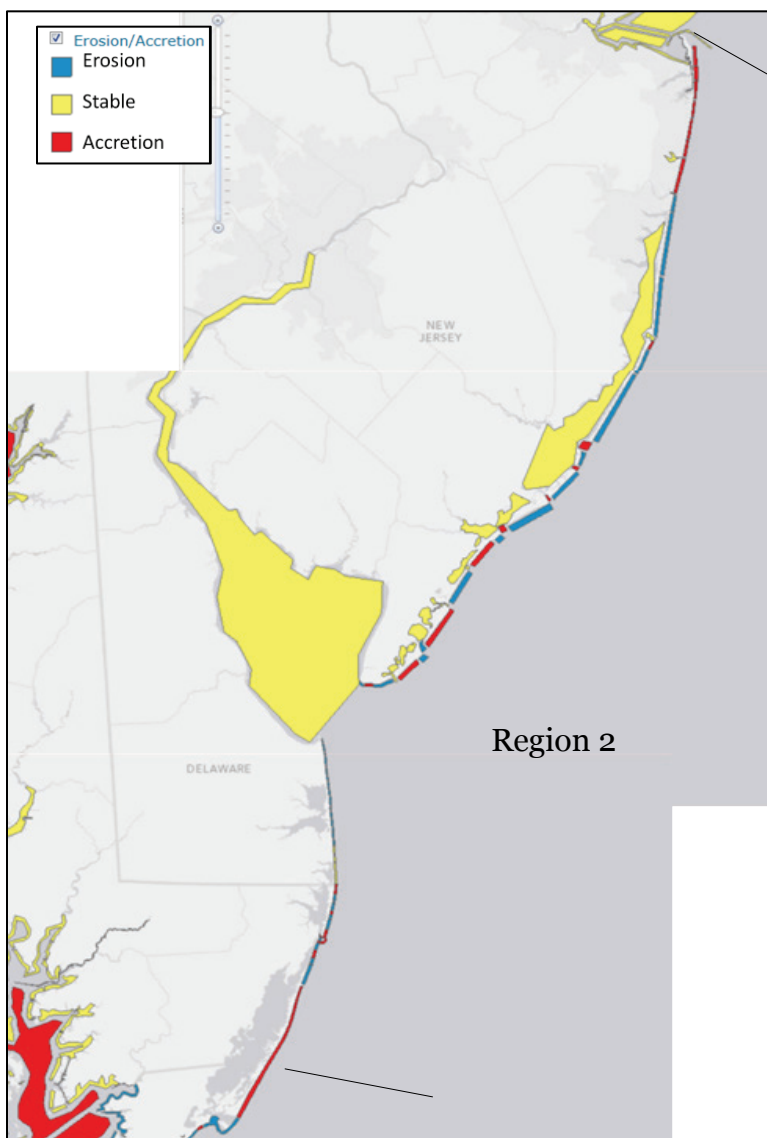 Erosion/Accretion
Erosion
Stable
Accretion
NEW
JERSEY
Region 2
DELAWARE